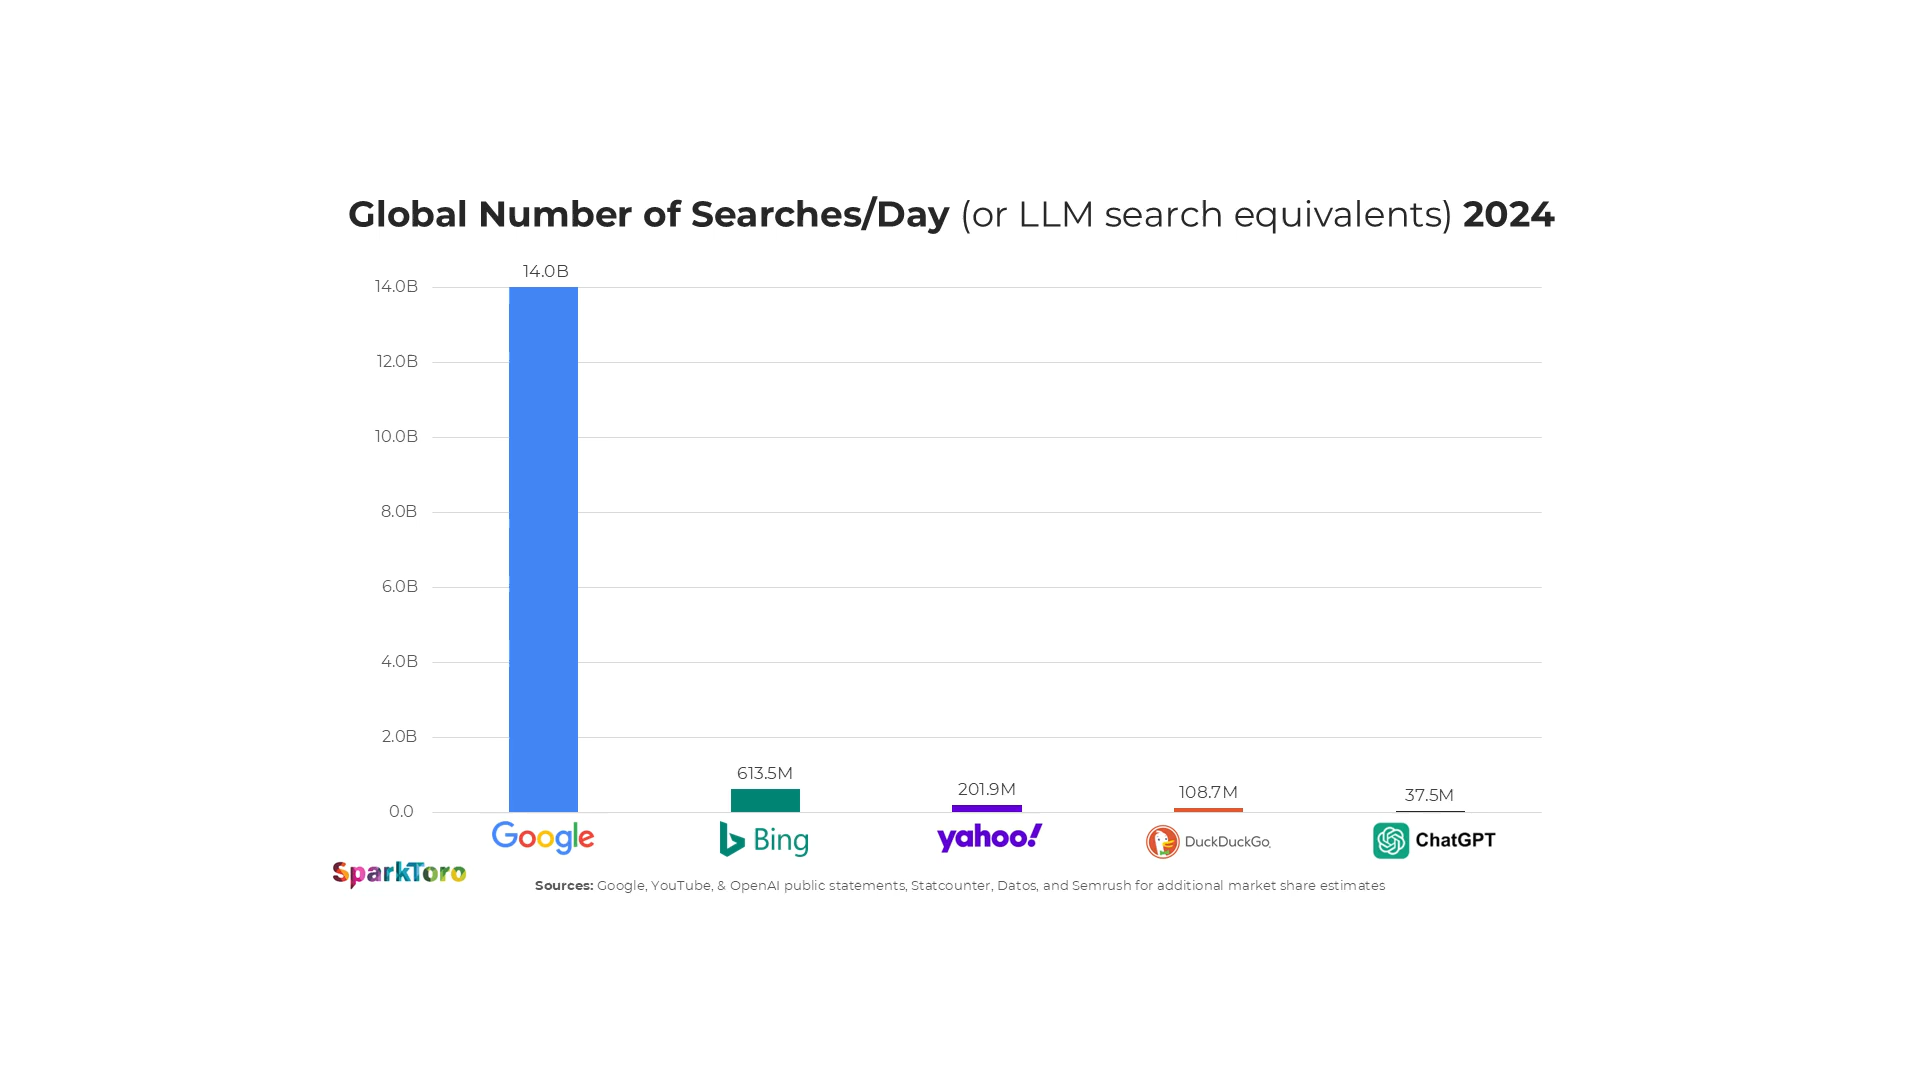 Global Number of Searches/Day (or LLM search equivalents) 2024
14.0B
14.0B
12.0B
10.0B
8.0B
6.0B
4.0B
2.0B
613.5M
201.9M
108.7M
37.5M
0.0
Google
Bing
yahoo!
DuckDuckGo.
ChatGPT
SparkToro
Sources: Google, YouTube, & OpenAI public statements, Statcounter, Datos, and Semrush for additional market share estimates